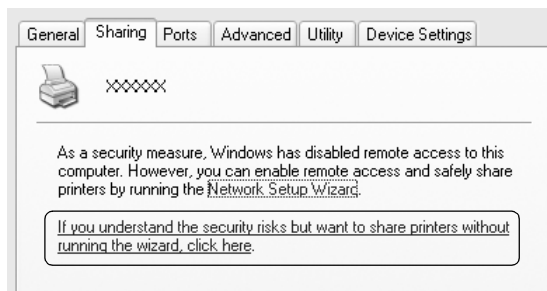 General Sharing Ports Advanced Utility Device Settings
XXXXXX
As a security measure, Windows has disabled remote access to this
computer. However, you can enable remote access and safely share
printers by running the Network Setup Wizard.
If you understand the security risks but want to share printers without
running the wizard, click here.